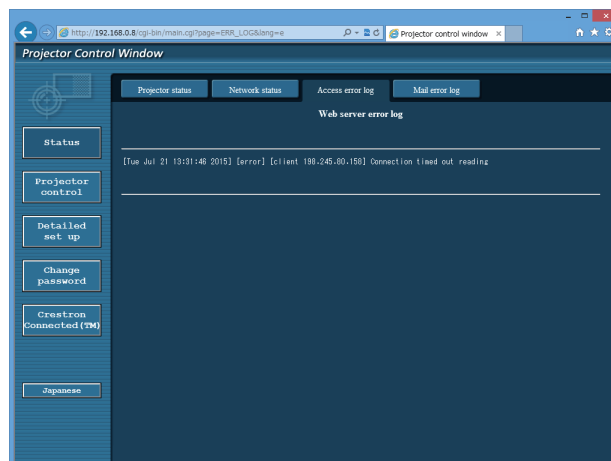 http://192.168.0.8/cgi-bin/main.cgi?page=ERR_LOG&lang=e
Projector control window
Projector Control Window
Projector status
Network status
Access error log
Mail error log
Web server error log
Status
[Tue Jul 21 13:31:46 2015] [error] [client 198.245.80.158] Connection timed out reading
Projector
control
Detailed
set up
Change
password
Crestron
Connected(TM)
Japanese